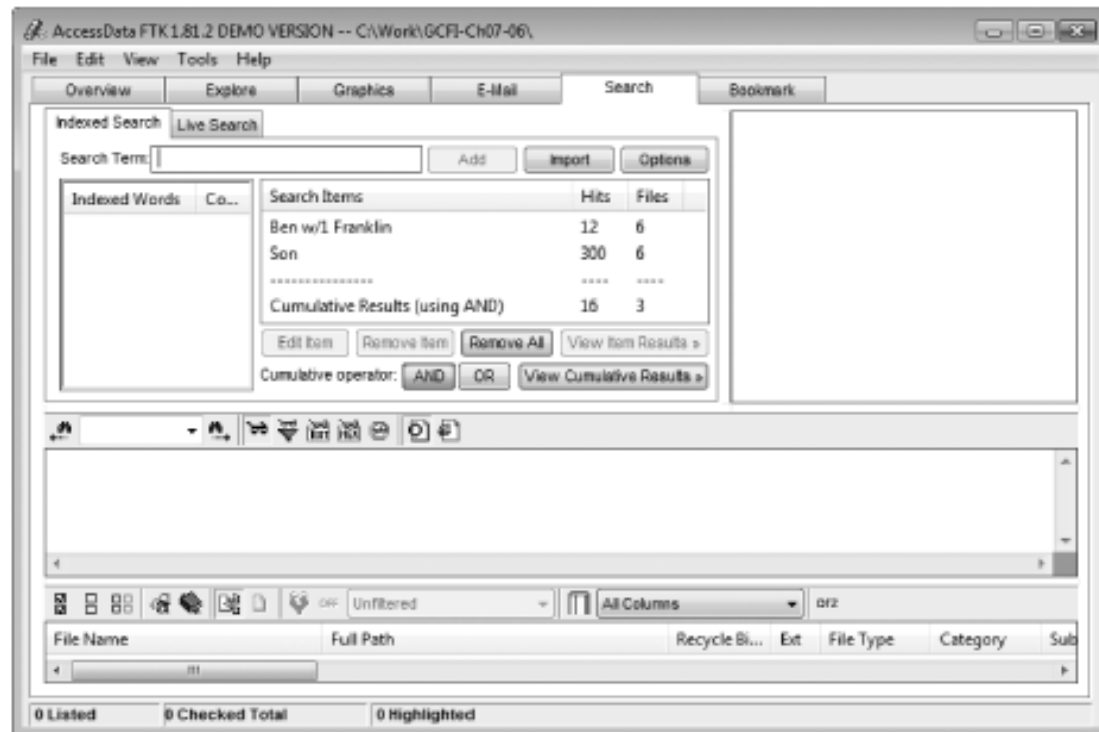 AccessData FTK 1.81.2 DEMO VERSION -- C:\Work\GCFI-Ch07-06\
File Edit View Tools Help
Overview Explore Graphics E-Mail Search Bookmark
Indexed Search Live Search
Search Term: Add Import Options
Indexed Words Co... Search Items Hits Files
Ben w/1 Franklin 12 6
Son 300 6
--------------- ---- ----
Cumulative Results (using AND) 16 3
Edit Item Remove Item Remove All View Item Results »
Cumulative operator: AND OR View Cumulative Results »
OFF Unfiltered All Columns
File Name Full Path Recycle Bi... Ext File Type Category Sub
0 Listed 0 Checked Total 0 Highlighted